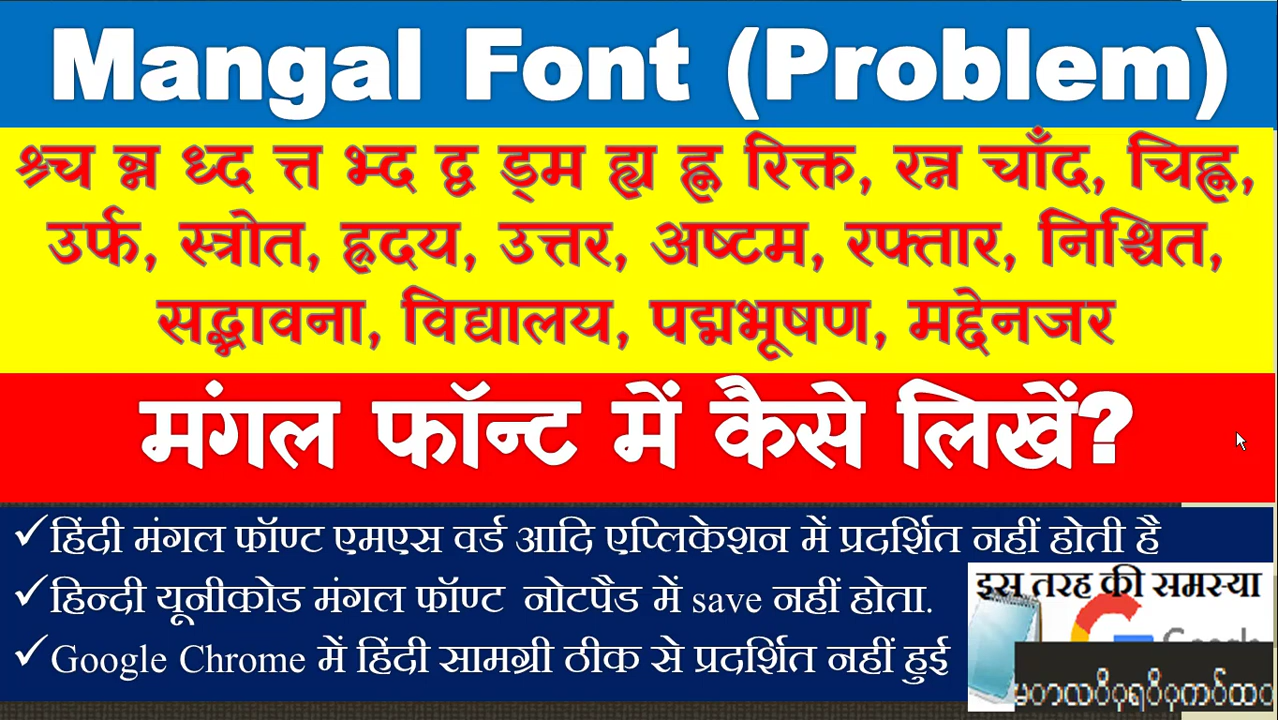 Mangal Font (Problem)
श्र्च न्न ध्द त्त भ्द द्व ड्म ह्य ह्ल रिक्त, रत्न चाँद, चिह्न,
उर्फ, स्त्रोत, ह्रदय, उत्तर, अष्टम, रफ्तार, निश्चित,
सद्भावना, विद्यालय, पद्मभूषण, मद्देनजर
मंगल फॉन्ट में कैसे लिखें?
✓हिंदी मंगल फॉण्ट एमएस वर्ड आदि एप्लिकेशन में प्रदर्शित नहीं होती है
✓हिन्दी यूनीकोड मंगल फॉण्ट नोटपैड में save नहीं होता.
✓Google Chrome में हिंदी सामग्री ठीक से प्रदर्शित नहीं हुई
इस तरह की समस्या